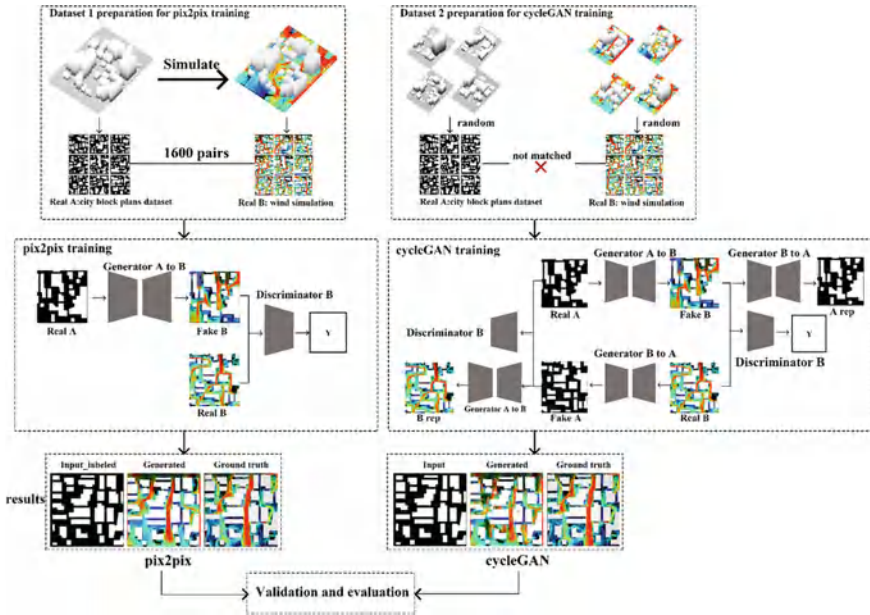 Dataset 1 preparation for pix2pix training
Simulate
1600 pairs
Real A:city block plans dataset
Real B: wind simulation
Dataset 2 preparation for cycleGAN training
random
random
not matched
Real A:city block plans dataset
Real B: wind simulation
pix2pix training
Generator A to B
Real A
Fake B
Discriminator B
Y
Real B
cycleGAN training
Generator A to B
Generator B to A
Real A
Fake B
A rep
Discriminator B
Y
Discriminator B
Generator B to A
B rep
Generator A to B
Fake A
Real B
results
Input_labeled
Generated
Ground truth
pix2pix
Input
Generated
Ground truth
cycleGAN
Validation and evaluation